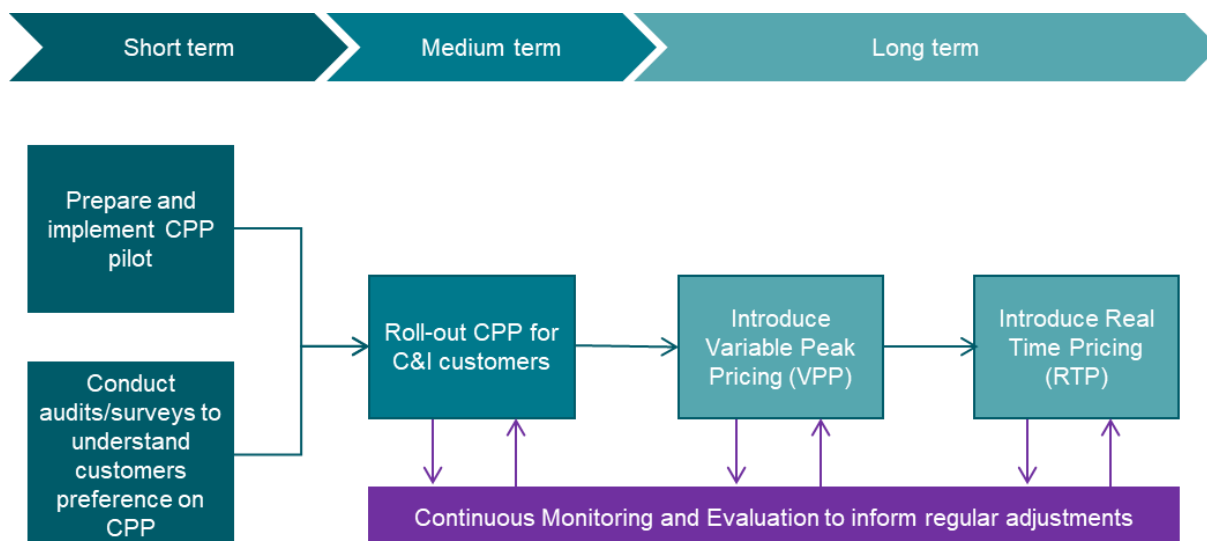 Short term
Medium term
Long term
Prepare and
implement CPP
pilot
Conduct
audits/surveys to
understand
customers
preference on
CPP
Roll-out CPP for
C&I customers
Introduce
Variable Peak
Pricing (VPP)
Introduce Real
Time Pricing
(RTP)
Continuous Monitoring and Evaluation to inform regular adjustments